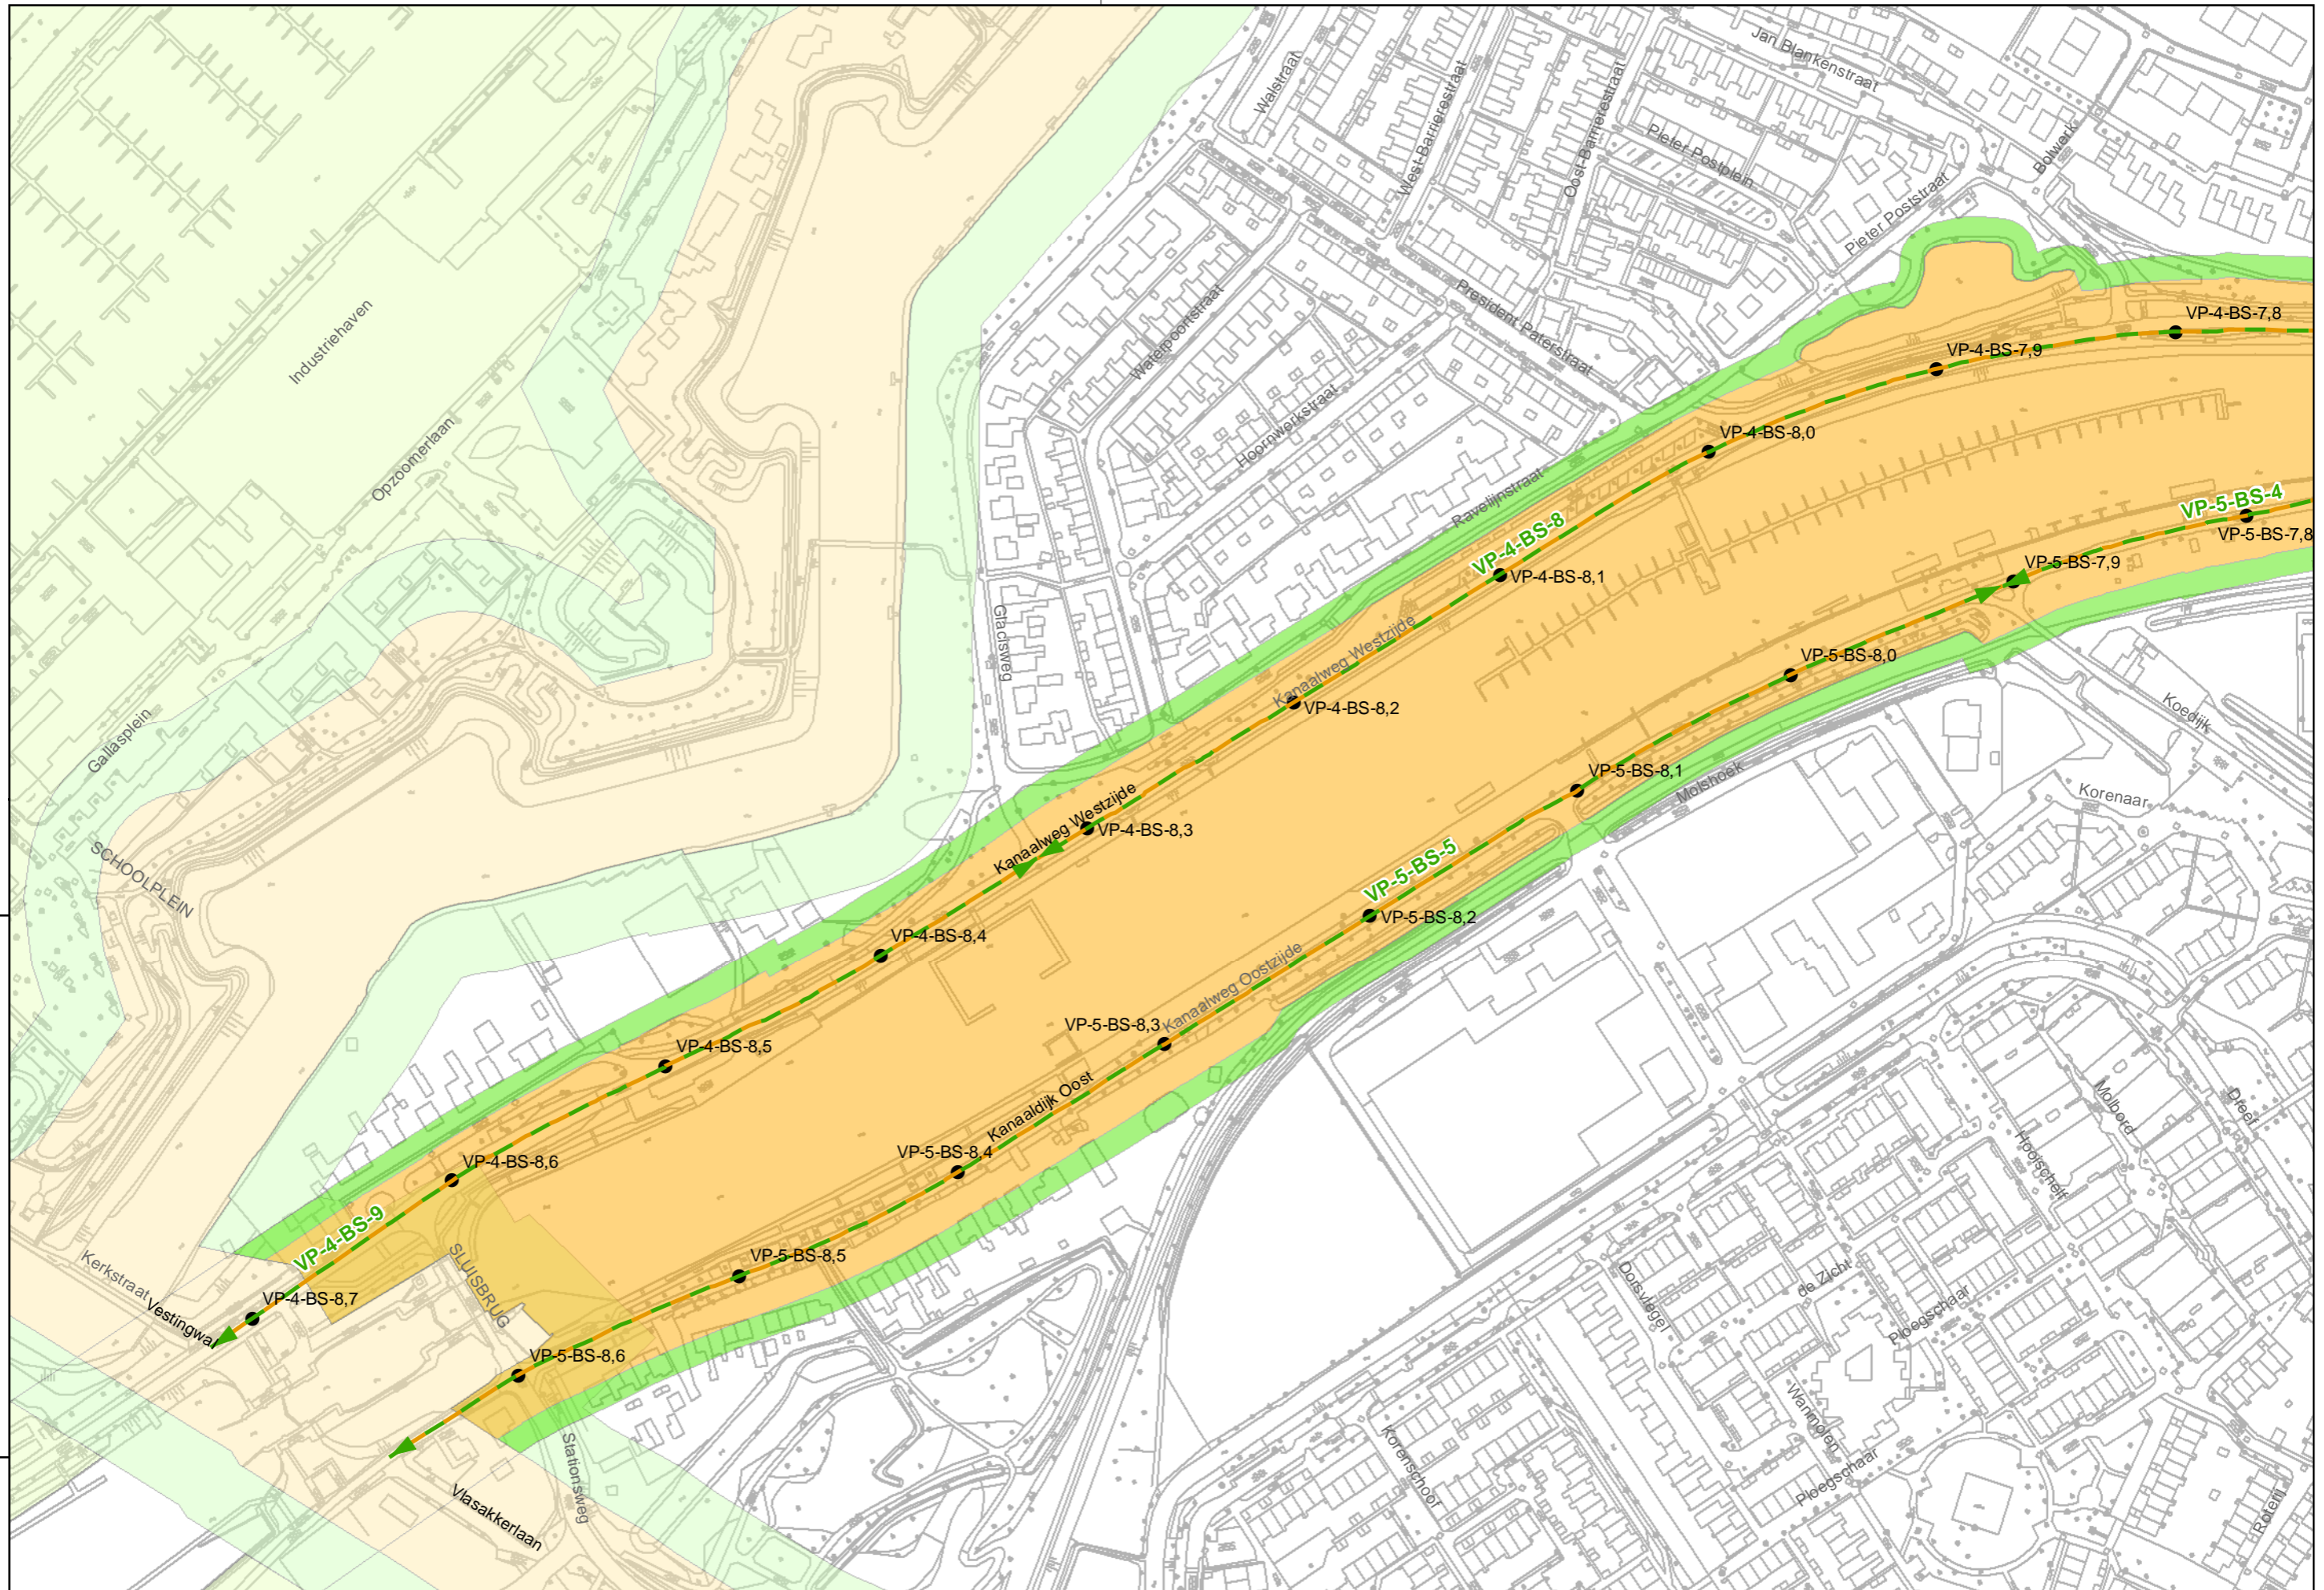 Jan Blankenstraat
Walstraat
West-Barrierestraat
Oost-Barrierestraat
Pieter Postplein
Bolwerk
Pieter Poststraat
Industriehaven
Waterpoortstraat
President Paterstraat
VP-4-BS-7,8
VP-4-BS-7,9
Hoornwerkstraat
Opzoomerlaan
VP-4-BS-8,0
Ravelijnstraat
VP-5-BS-4
VP-5-BS-7,8
VP-4-BS-8
VP-4-BS-8,1
VP-5-BS-7,9
Glacisweg
Kanaalweg Westzijde
VP-4-BS-8,2
VP-5-BS-8,0
Koedijk
Gallasplein
VP-5-BS-8,1
Molshoek
Korenaar
Kanaalweg Westzijde
VP-4-BS-8,3
SCHOOLPLEIN
VP-5-BS-5
VP-5-BS-8,2
VP-4-BS-8,4
Kanaalweg Oostzijde
VP-5-BS-8,3
VP-4-BS-8,5
Kanaaldijk Oost
Molbord
Dreef
VP-5-BS-8,4
Hooischelf
VP-4-BS-8,6
VP-4-BS-9
SLUISBRUG
VP-5-BS-8,5
Kerkstraat
Vestingwal
VP-4-BS-8,7
Dorsvlegel
de Zicht
Ploegschaar
VP-5-BS-8,6
Wanmolen
Korenschoof
Ploegschaar
Stationsweg
Vlasakkerlaan
Roterij